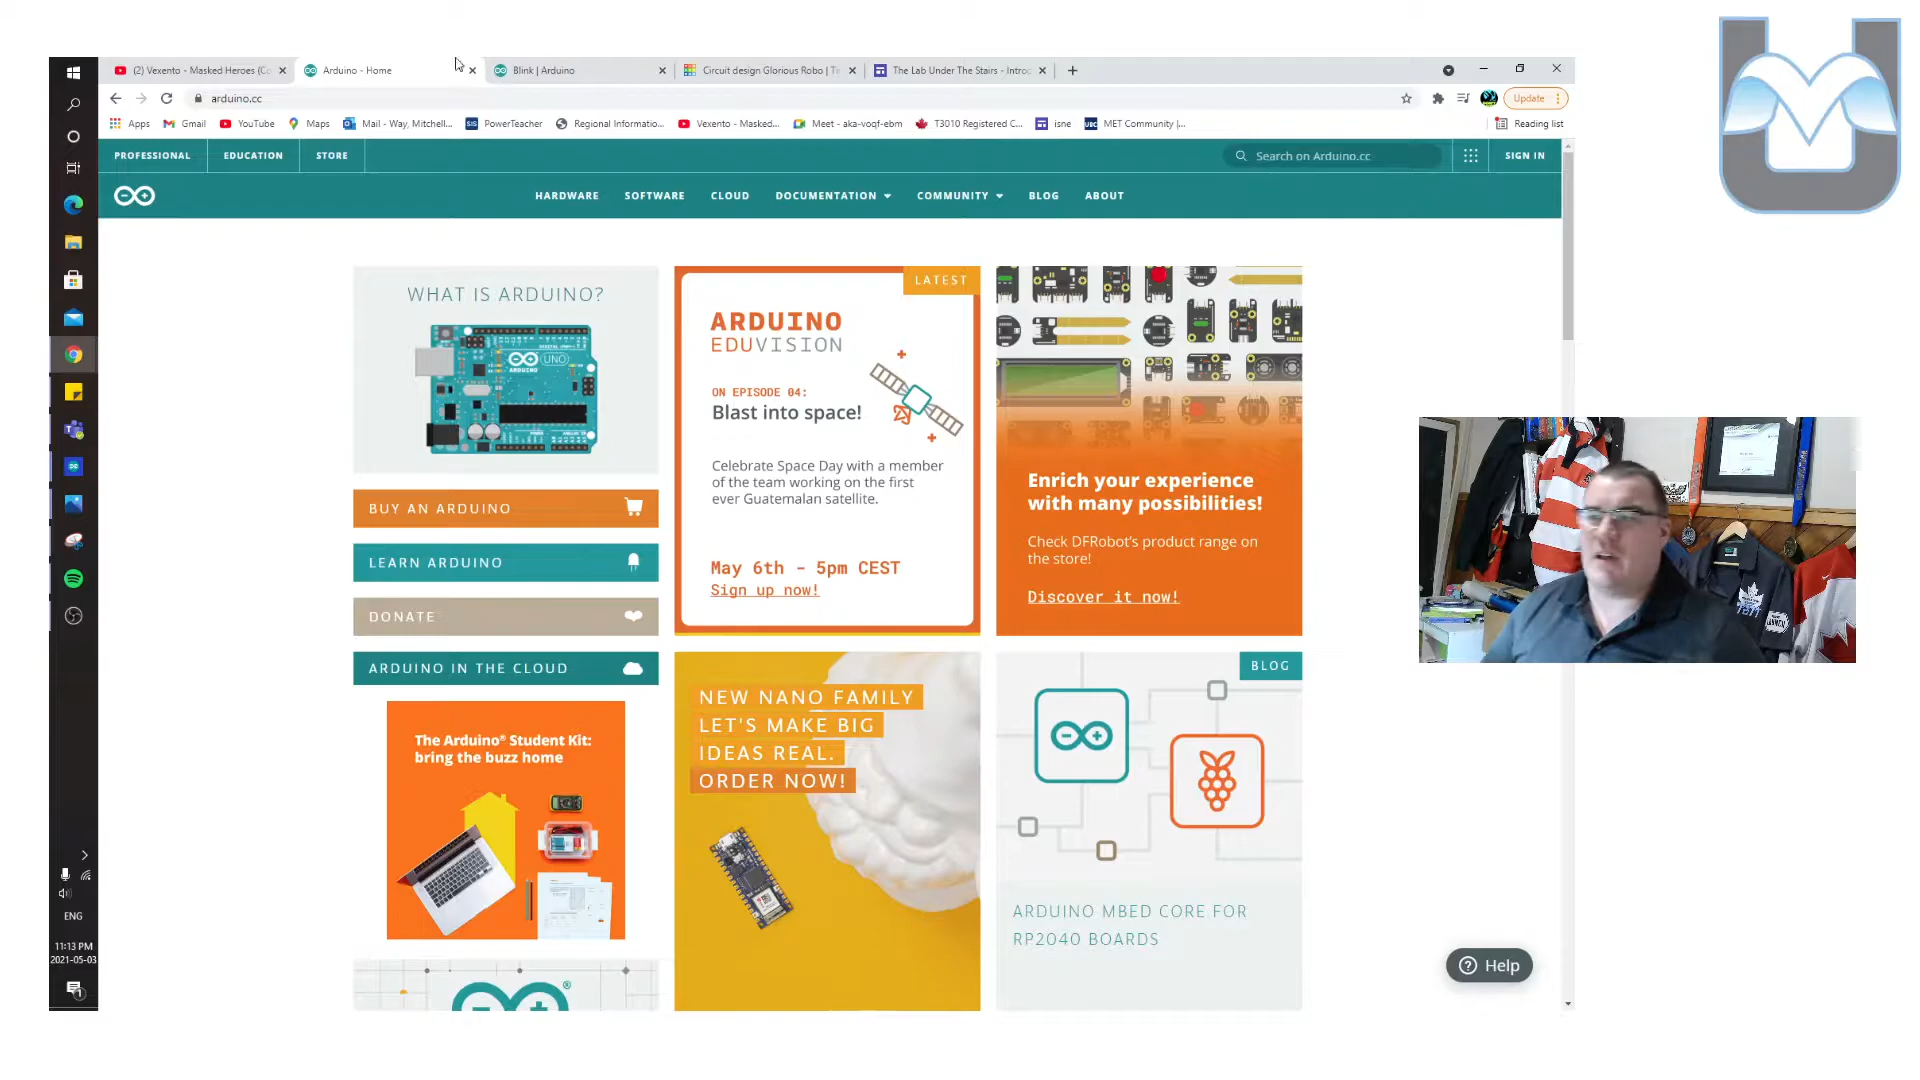 (2) Vexento - Masked Heroes (Co
Arduino - Home
Blink | Arduino
Circuit design Glorious Robo | Ti
The Lab Under The Stairs - Introd
arduino.cc
Update
Apps
Gmail
YouTube
Maps
Mail - Way, Mitchell...
PowerTeacher
Regional Informatio...
Vexento - Masked...
Meet - aka-voqf-ebm
T3010 Registered C...
isne
MET Community |...
Reading list
PROFESSIONAL
EDUCATION
STORE
Search on Arduino.cc
SIGN IN
HARDWARE
SOFTWARE
CLOUD
DOCUMENTATION
COMMUNITY
BLOG
ABOUT
WHAT IS ARDUINO?
UNO
ARDUINO
BUY AN ARDUINO
LEARN ARDUINO
DONATE
ARDUINO IN THE CLOUD
The Arduino® Student Kit:
bring the buzz home
LATEST
ARDUINO
EDUVISION
ON EPISODE 04:
Blast into space!
Celebrate Space Day with a member
of the team working on the first
ever Guatemalan satellite.
May 6th - 5pm CEST
Sign up now!
Enrich your experience
with many possibilities!
Check DFRobot's product range on
the store!
Discover it now!
NEW NANO FAMILY
LET'S MAKE BIG
IDEAS REAL.
ORDER NOW!
BLOG
ARDUINO MBED CORE FOR
RP2040 BOARDS
Help
ENG
11:13 PM
2021-05-03